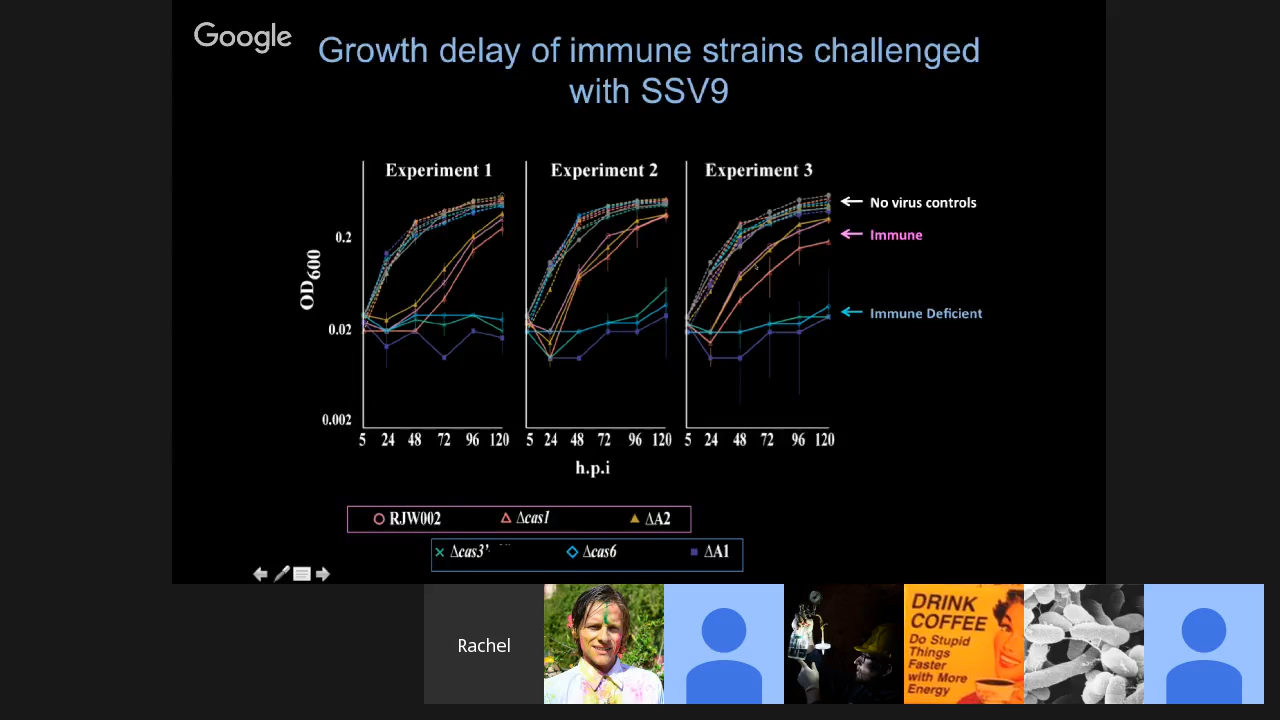 Google
Growth delay of immune strains challenged
with SSV9
Experiment 1
Experiment 2
Experiment 3
No virus controls
Immune
Immune Deficient
OD600
0.2
0.02
0.002
5 24 48 72 96 120
5 24 48 72 96 120
5 24 48 72 96 120
h.p.i
RJW002
Δcas1
ΔA2
Δcas3'
Δcas6
ΔA1
Rachel
DRINK
COFFEE
Do Stupid
Things
Faster
with More
Energy